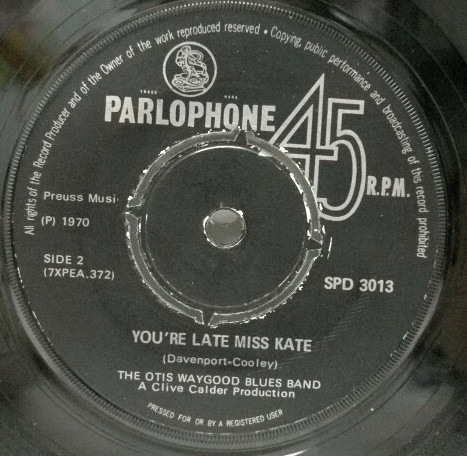 All rights of the Record Producer and of the Owner of the work reproduced reserved • Copying, public performance and broadcasting of this record prohibited
TRADE MARK
PARLOPHONE
45
R.P.M.
Preuss Musi
(P) 1970
SIDE 2
(7XPEA.372)
SPD 3013
YOU'RE LATE MISS KATE
(Davenport-Cooley)
THE OTIS WAYGOOD BLUES BAND
A Clive Calder Production
PRESSED FOR OR BY A REGISTERED USER